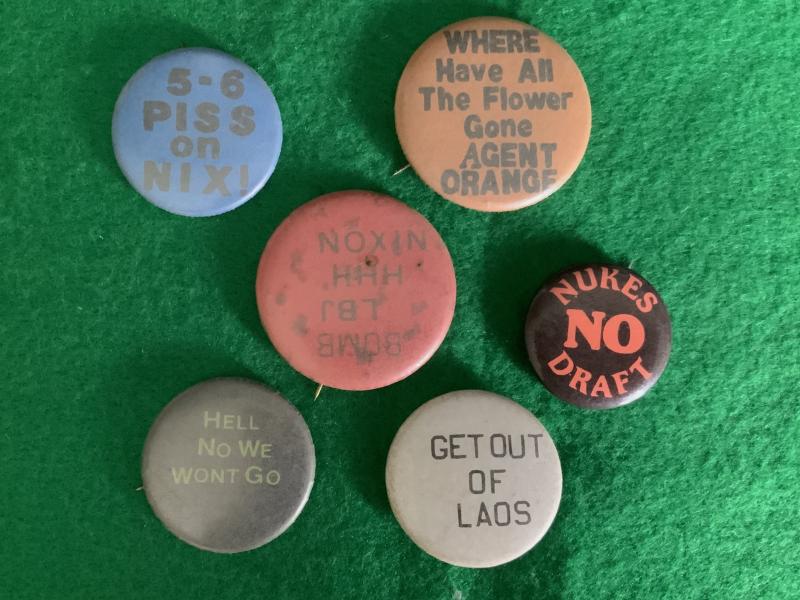 5-6
PISS
on
NIX!
WHERE
Have All
The Flower
Gone
AGENT
ORANGE
BOMB
LBJ
HHH
NIXON
NUKES
NO
DRAFT
HELL
NO WE
WONT GO
GET OUT
OF
LAOS